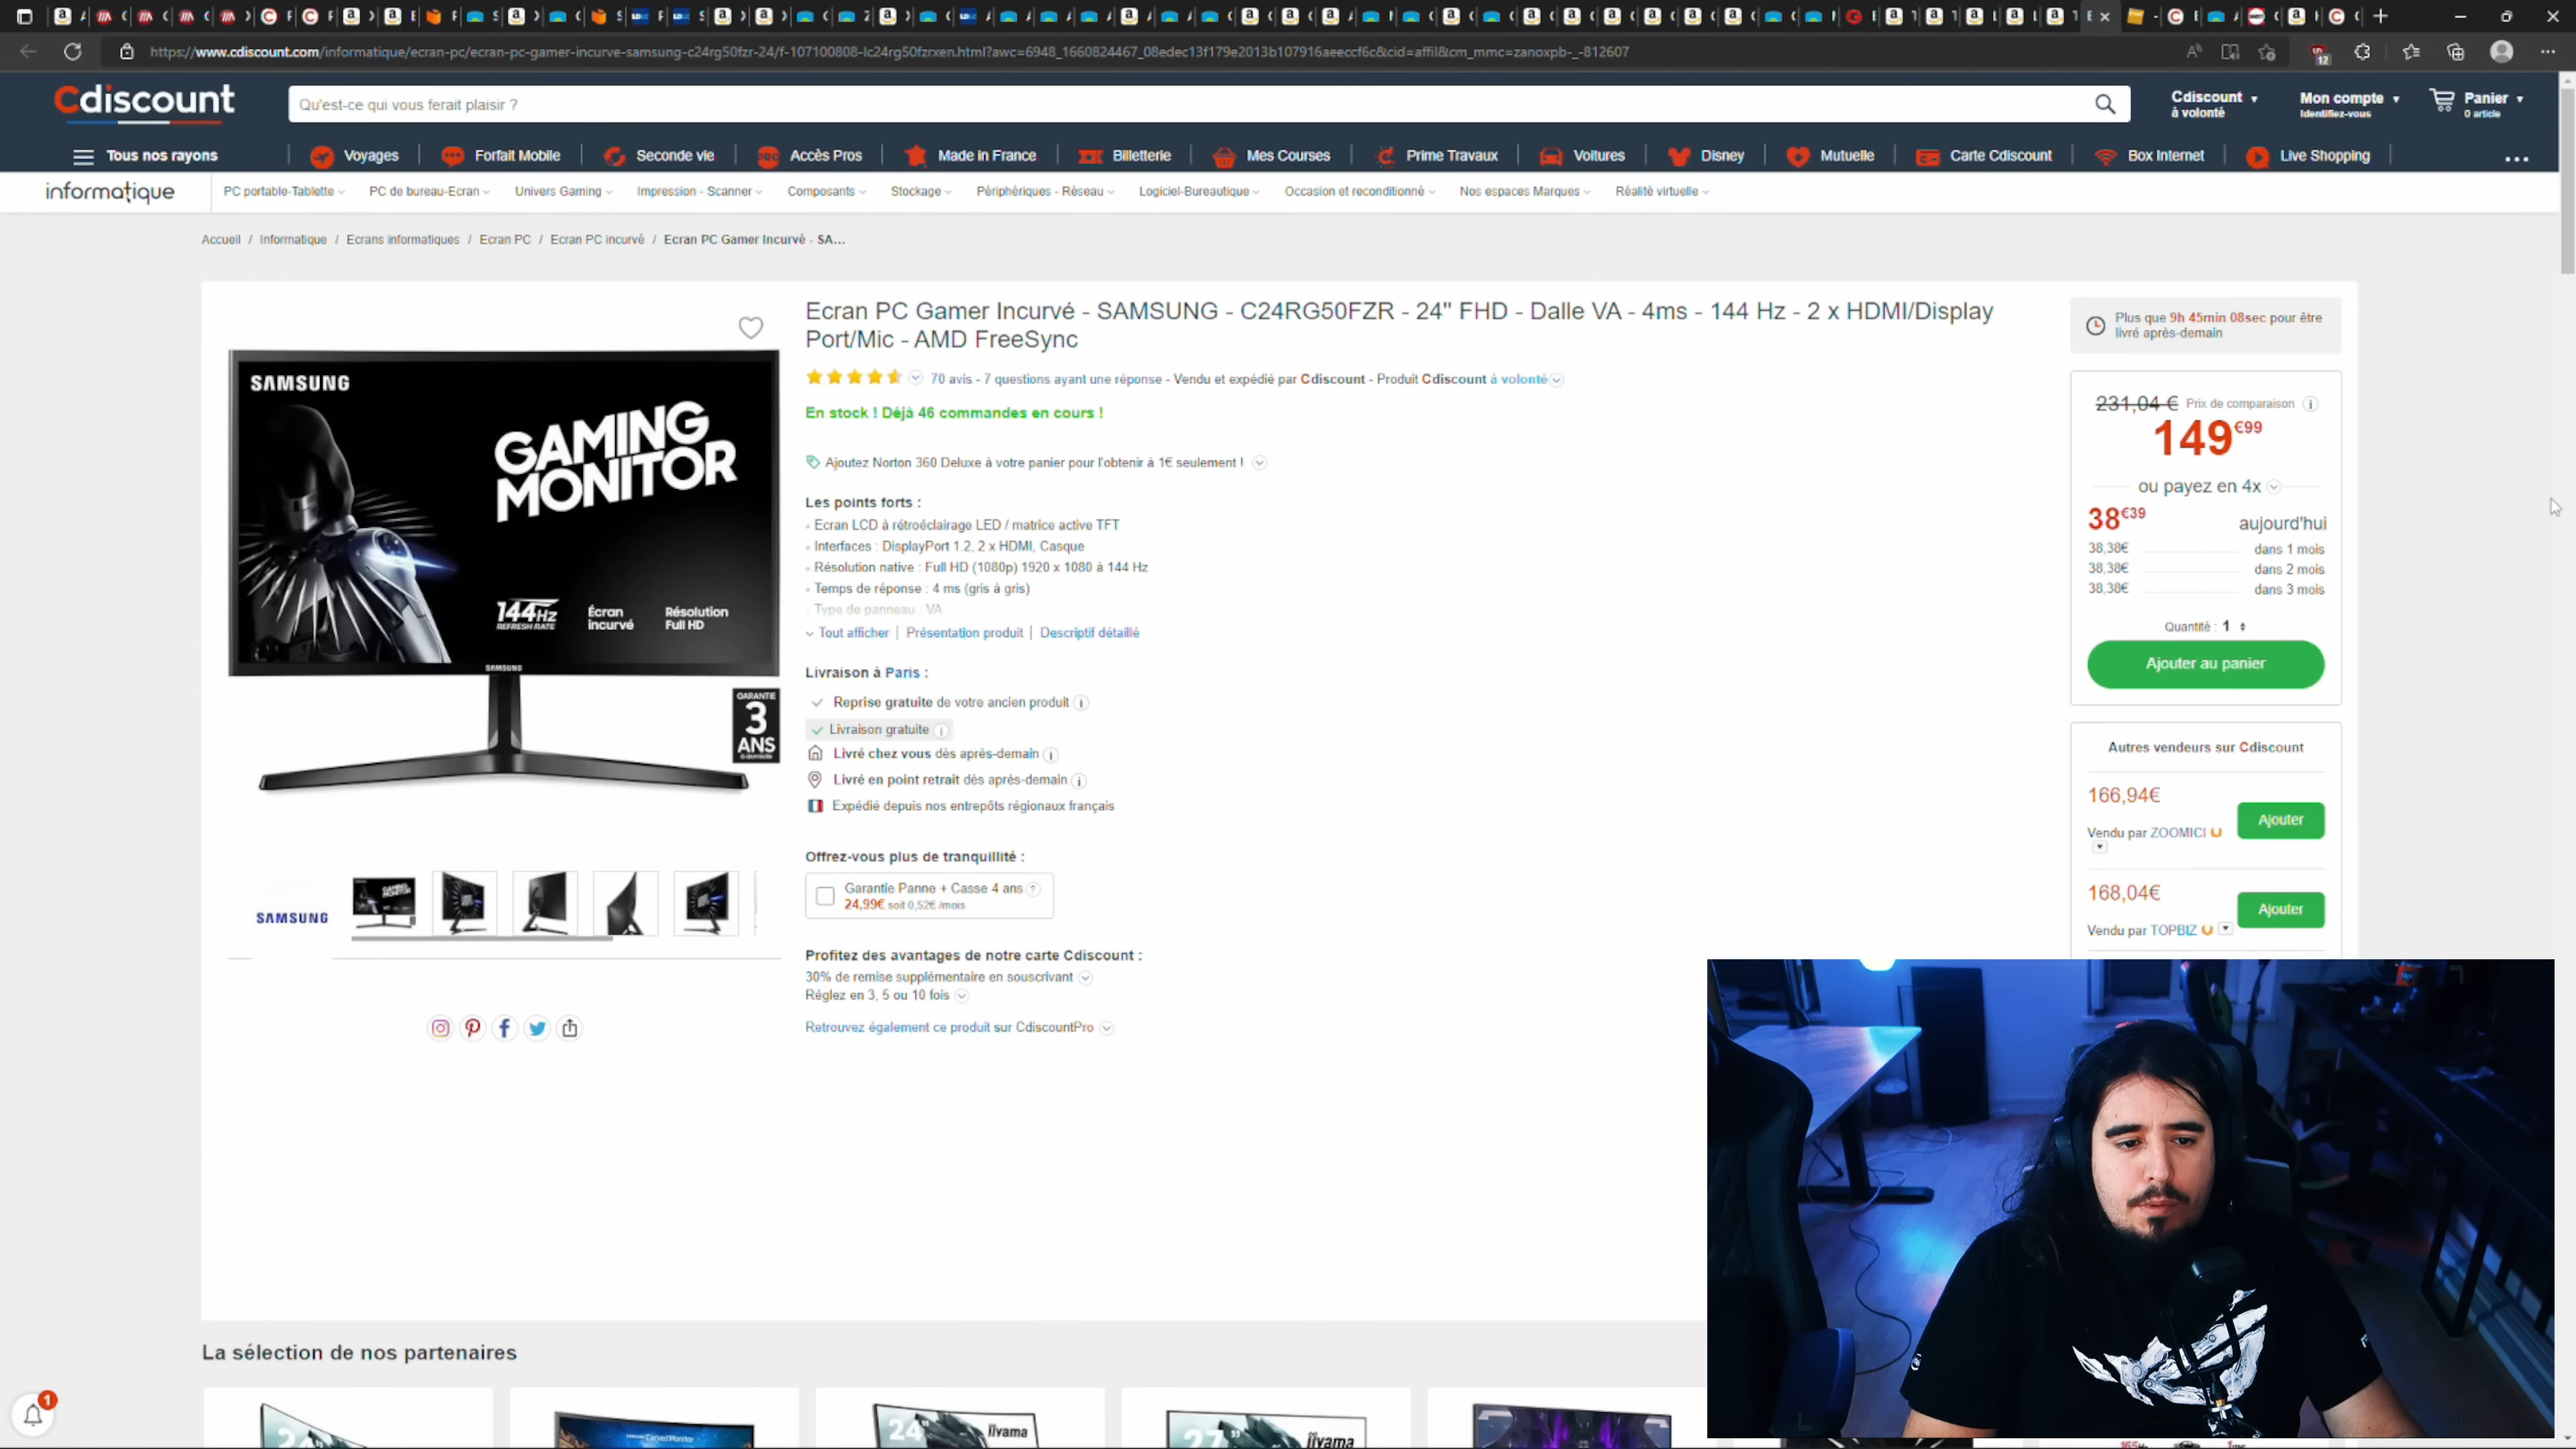 https://www.cdiscount.com/informatique/ecran-pc/ecran-pc-gamer-incurve-samsung-c24rg50fzr-24/f-107100808-lc24rg50fzrxen.html?awc=6948_1660824467_08edec13f179e2013b107916aeeccf6c&cid=affil&cm_mmc=zanoxpb-_-812607
12
Cdiscount
Qu'est-ce qui vous ferait plaisir ?
Cdiscount
à volonté
Mon compte
Identifiez-vous
Panier
0 article
Tous nos rayons
Voyages
Forfait Mobile
Seconde vie
Accès Pros
Made in France
Billetterie
Mes Courses
Prime Travaux
Voitures
Disney
Mutuelle
Carte Cdiscount
Box Internet
Live Shopping
informatique
PC portable-Tablette
PC de bureau-Ecran
Univers Gaming
Impression - Scanner
Composants
Stockage
Périphériques - Réseau
Logiciel-Bureautique
Occasion et reconditionné
Nos espaces Marques
Réalité virtuelle
Accueil / Informatique / Ecrans informatiques / Ecran PC / Ecran PC incurvé / Ecran PC Gamer Incurvé - SA...
SAMSUNG
GAMING
MONITOR
144Hz
REFRESH RATE
Écran
incurvé
Résolution
Full HD
SAMSUNG
GARANTIE
3
ANS
à domicile
SAMSUNG
Ecran PC Gamer Incurvé - SAMSUNG - C24RG50FZR - 24" FHD - Dalle VA - 4ms - 144 Hz - 2 x HDMI/Display
Port/Mic - AMD FreeSync
70 avis - 7 questions ayant une réponse - Vendu et expédié par Cdiscount - Produit Cdiscount à volonté
En stock ! Déjà 46 commandes en cours !
Ajoutez Norton 360 Deluxe à votre panier pour l'obtenir à 1€ seulement !
Les points forts :
Ecran LCD à rétroéclairage LED / matrice active TFT
Interfaces : DisplayPort 1.2, 2 x HDMI, Casque
Résolution native : Full HD (1080p) 1920 x 1080 à 144 Hz
Temps de réponse : 4 ms (gris à gris)
Type de panneau : VA
Tout afficher | Présentation produit | Descriptif détaillé
Livraison à Paris :
Reprise gratuite de votre ancien produit
Livraison gratuite
Livré chez vous dès après-demain
Livré en point retrait dès après-demain
Expédié depuis nos entrepôts régionaux français
Offrez-vous plus de tranquillité :
Garantie Panne + Casse 4 ans
24,99€ soit 0,52€ /mois
Profitez des avantages de notre carte Cdiscount :
30% de remise supplémentaire en souscrivant
Réglez en 3, 5 ou 10 fois
Retrouvez également ce produit sur CdiscountPro
Plus que 9h 45min 08sec pour être
livré après-demain
231,04 € Prix de comparaison
149€99
ou payez en 4x
38€39 aujourd'hui
38,38€ dans 1 mois
38,38€ dans 2 mois
38,38€ dans 3 mois
Quantité : 1
Ajouter au panier
Autres vendeurs sur Cdiscount
166,94€
Ajouter
Vendu par ZOOMICI
168,04€
Ajouter
Vendu par TOPBIZ
La sélection de nos partenaires
1
24"
iiyama
27"
iiyama